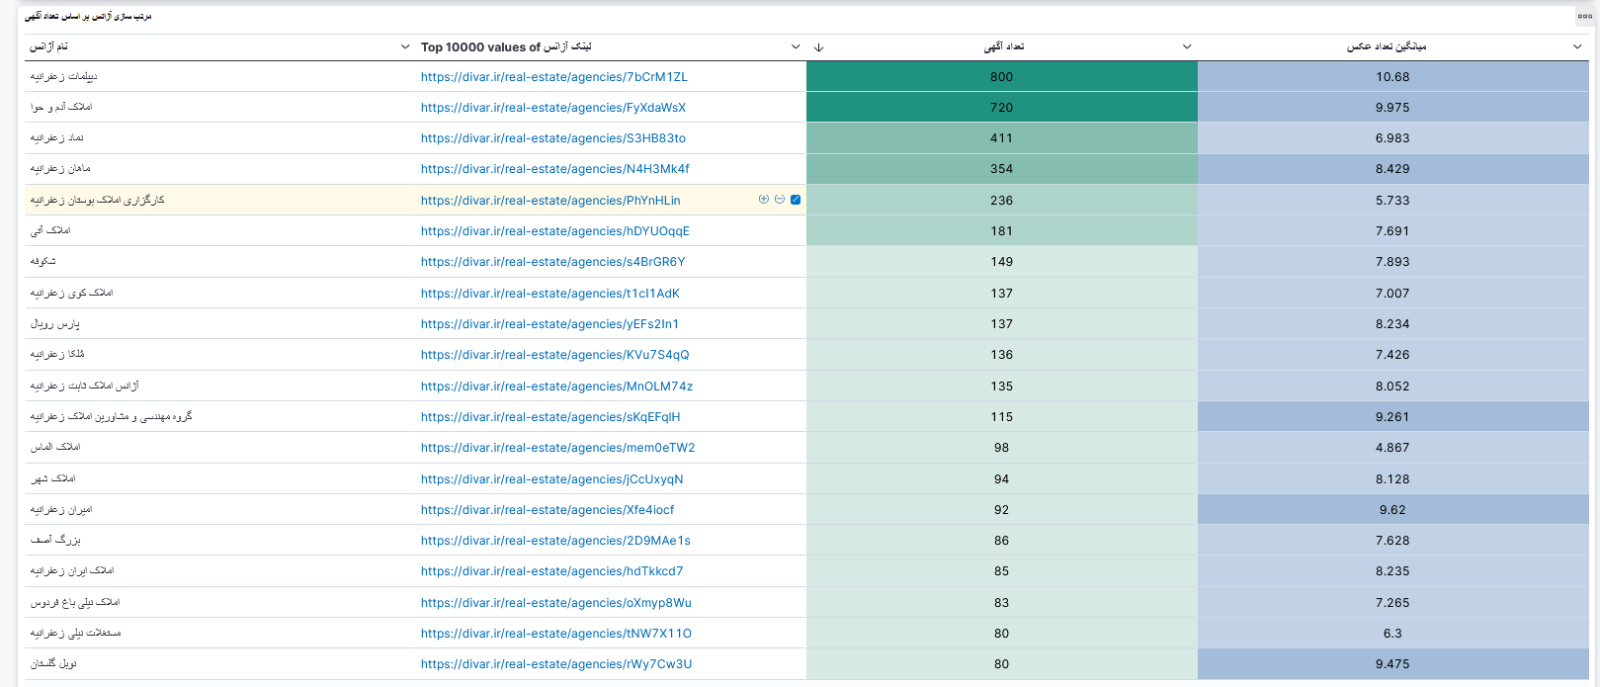 مرتب سازی آژانس بر اساس تعداد آگهی
نام آژانس Top 10000 values of لینک آژانس تعداد آگهی میانگین تعداد عکس
دیپلمات زعفرانیه https://divar.ir/real-estate/agencies/7bCrM1ZL 800 10.68
املاک آدم و حوا https://divar.ir/real-estate/agencies/FyXdaWsX 720 9.975
نماد زعفرانیه https://divar.ir/real-estate/agencies/S3HB83to 411 6.983
ماهان زعفرانیه https://divar.ir/real-estate/agencies/N4H3Mk4f 354 8.429
کارگزاری املاک بوستان زعفرانیه https://divar.ir/real-estate/agencies/PhYnHLin 236 5.733
املاک آتی https://divar.ir/real-estate/agencies/hDYUOqqE 181 7.691
شکوفه https://divar.ir/real-estate/agencies/s4BrGR6Y 149 7.893
املاک کوی زعفرانیه https://divar.ir/real-estate/agencies/t1cI1AdK 137 7.007
پارس رویال https://divar.ir/real-estate/agencies/yEFs2In1 137 8.234
مُلکا زعفرانیه https://divar.ir/real-estate/agencies/KVu7S4qQ 136 7.426
آژانس املاک ثابت زعفرانیه https://divar.ir/real-estate/agencies/MnOLM74z 135 8.052
گروه مهندسی و مشاورین املاک زعفرانیه https://divar.ir/real-estate/agencies/sKqEFqIH 115 9.261
املاک الماس https://divar.ir/real-estate/agencies/mem0eTW2 98 4.867
املاک شهر https://divar.ir/real-estate/agencies/jCcUxyqN 94 8.128
امیران زعفرانیه https://divar.ir/real-estate/agencies/Xfe4iocf 92 9.62
بزرگ آصف https://divar.ir/real-estate/agencies/2D9MAe1s 86 7.628
املاک ایران زعفرانیه https://divar.ir/real-estate/agencies/hdTkkcd7 85 8.235
املاک نیلی باغ فردوس https://divar.ir/real-estate/agencies/oXmyp8Wu 83 7.265
مستغلات نیلی زعفرانیه https://divar.ir/real-estate/agencies/tNW7X11O 80 6.3
نوبل گلستان https://divar.ir/real-estate/agencies/rWy7Cw3U 80 9.475